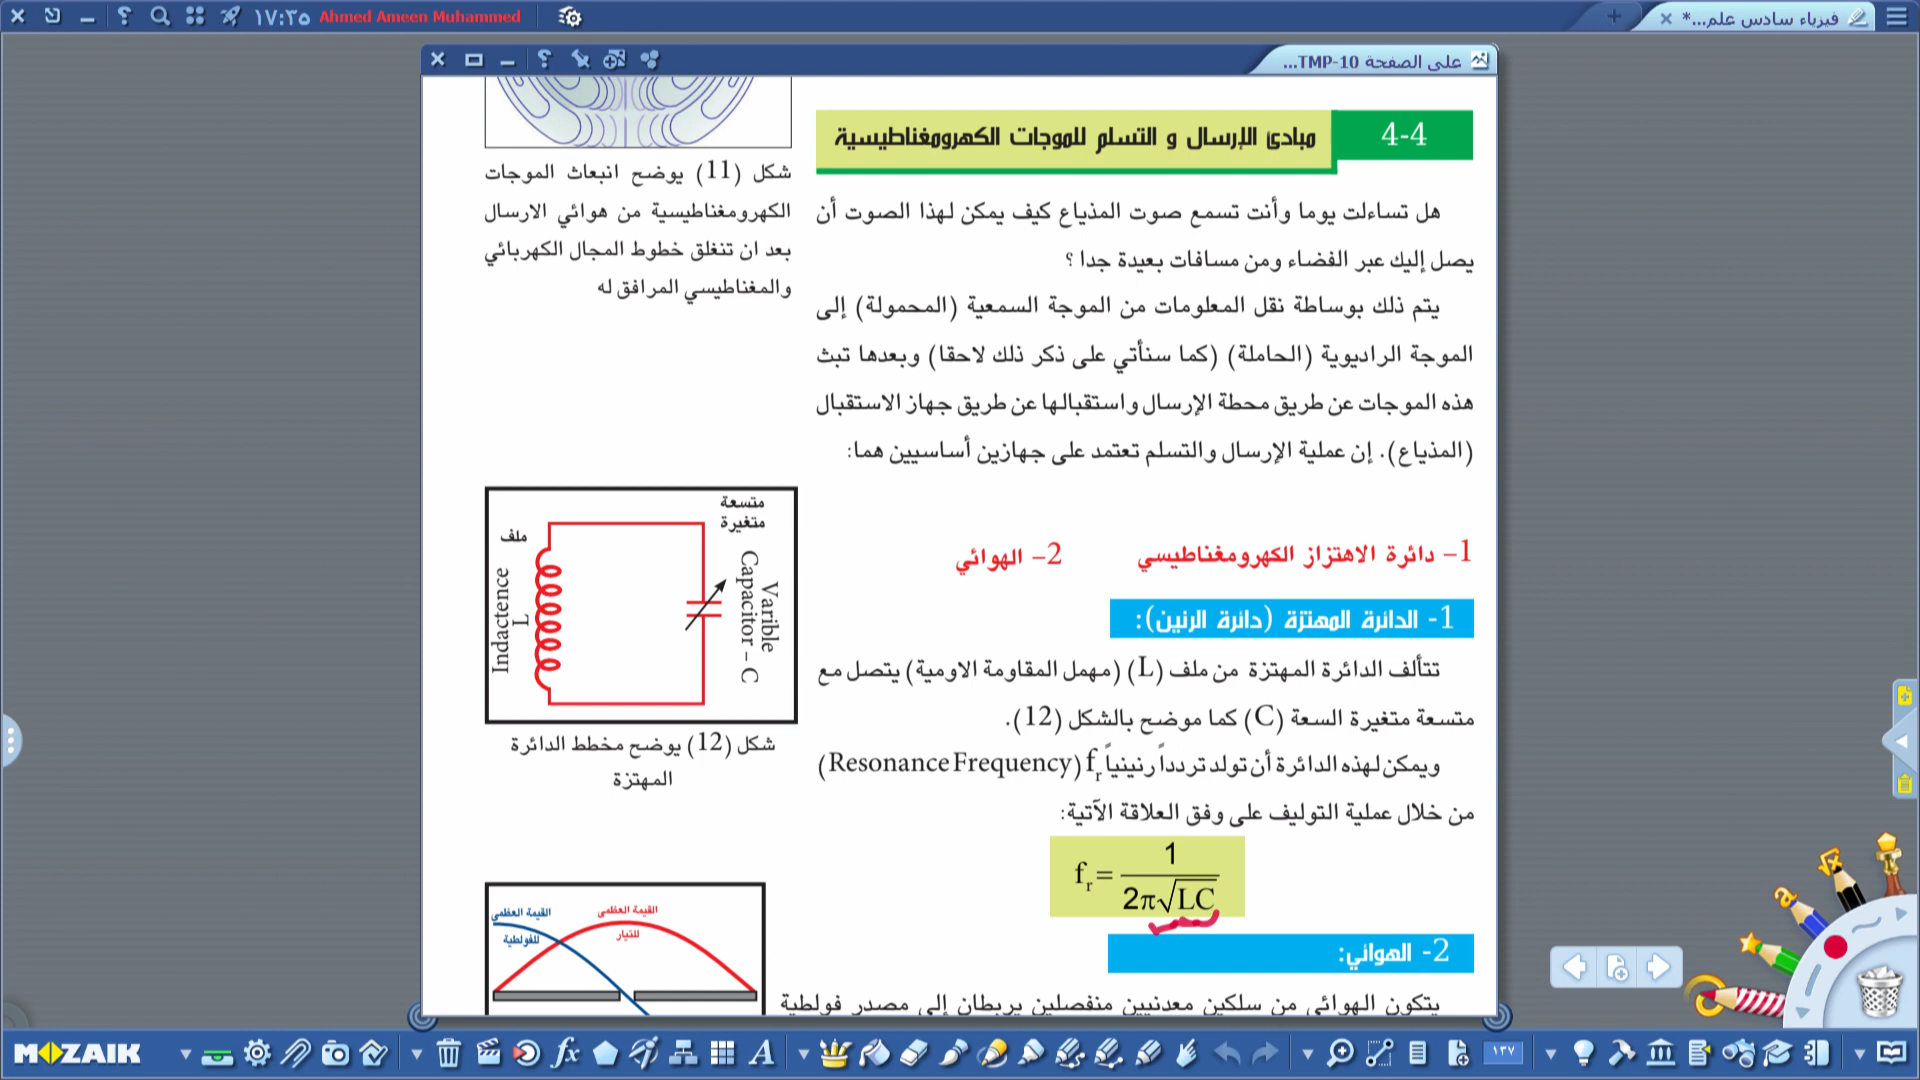 ١٧:٣٥ Ahmed Ameen Muhammed
فيزياء سادس علم...*
على الصفحة TMP-10...
4-4 مبادئ الإرسال و التسلم للموجات الكهرومغناطيسية
هل تساءلت يوما وأنت تسمع صوت المذياع كيف يمكن لهذا الصوت أن
يصل إليك عبر الفضاء ومن مسافات بعيدة جدا ؟
يتم ذلك بوساطة نقل المعلومات من الموجة السمعية (المحمولة) إلى
الموجة الراديوية (الحاملة) (كما سنأتي على ذكر ذلك لاحقا) وبعدها تبث
هذه الموجات عن طريق محطة الإرسال واستقبالها عن طريق جهاز الاستقبال
(المذياع). إن عملية الإرسال والتسلم تعتمد على جهازين أساسيين هما:
1- دائرة الاهتزاز الكهرومغناطيسي 2- الهوائي
1- الدائرة المهتزة (دائرة الرنين):
تتألف الدائرة المهتزة من ملف (L) (مهمل المقاومة الاومية) يتصل مع
متسعة متغيرة السعة (C) كما موضح بالشكل (12).
ويمكن لهذه الدائرة أن تولد ترددا رنينياً fr (Resonance Frequency)
من خلال عملية التوليف على وفق العلاقة الآتية:
fr = 1 / 2π√LC
2- الهوائي:
يتكون الهوائي من سلكين معدنيين منفصلين يربطان إلى مصدر فولطية
شكل (11) يوضح انبعاث الموجات
الكهرومغناطيسية من هوائي الارسال
بعد ان تنغلق خطوط المجال الكهربائي
والمغناطيسي المرافق له
متسعة
متغيرة
ملف
Indactence
L
Varible
Capacitor – C
شكل (12) يوضح مخطط الدائرة
المهتزة
القيمة العظمى
للفولطية
القيمة العظمى
للتيار
MOZAIK
١٣٧